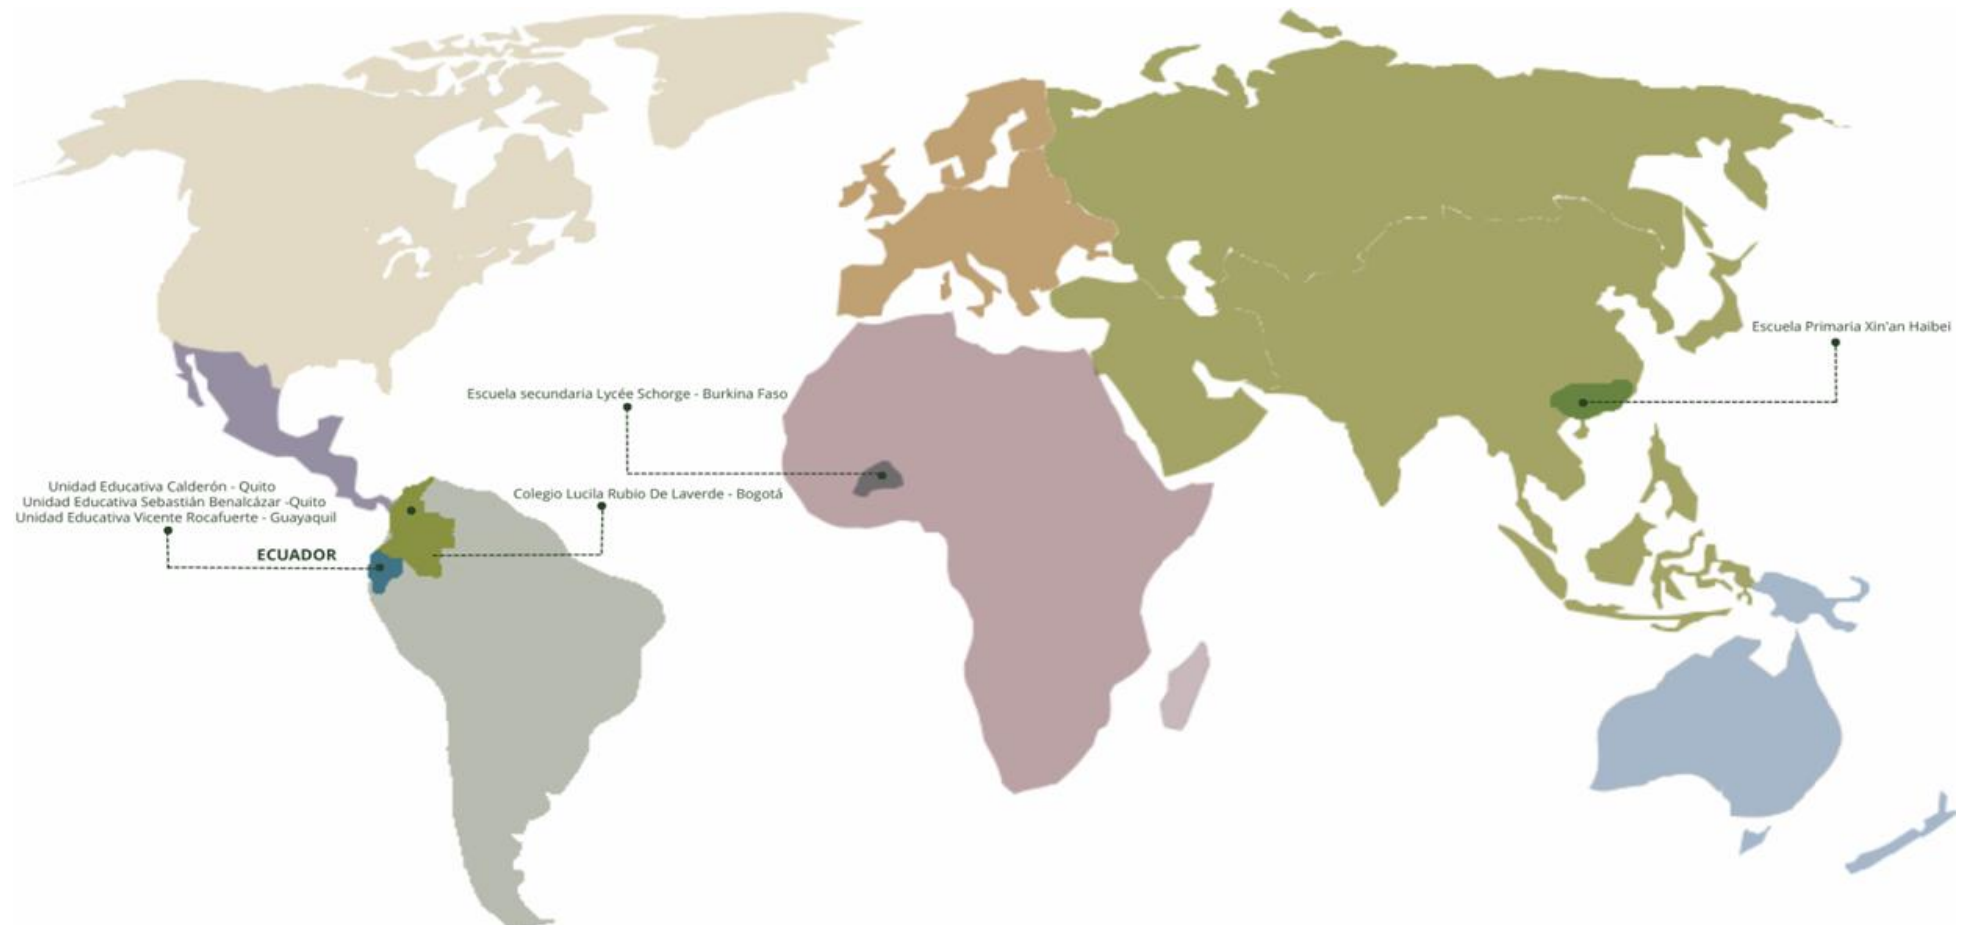 Escuela Primaria Xin'an Haibei
Escuela secundaria Lycée Schorge - Burkina Faso
Unidad Educativa Calderón - Quito
Unidad Educativa Sebastián Benalcázar -Quito
Unidad Educativa Vicente Rocafuerte - Guayaquil
Colegio Lucila Rubio De Laverde - Bogotá
ECUADOR